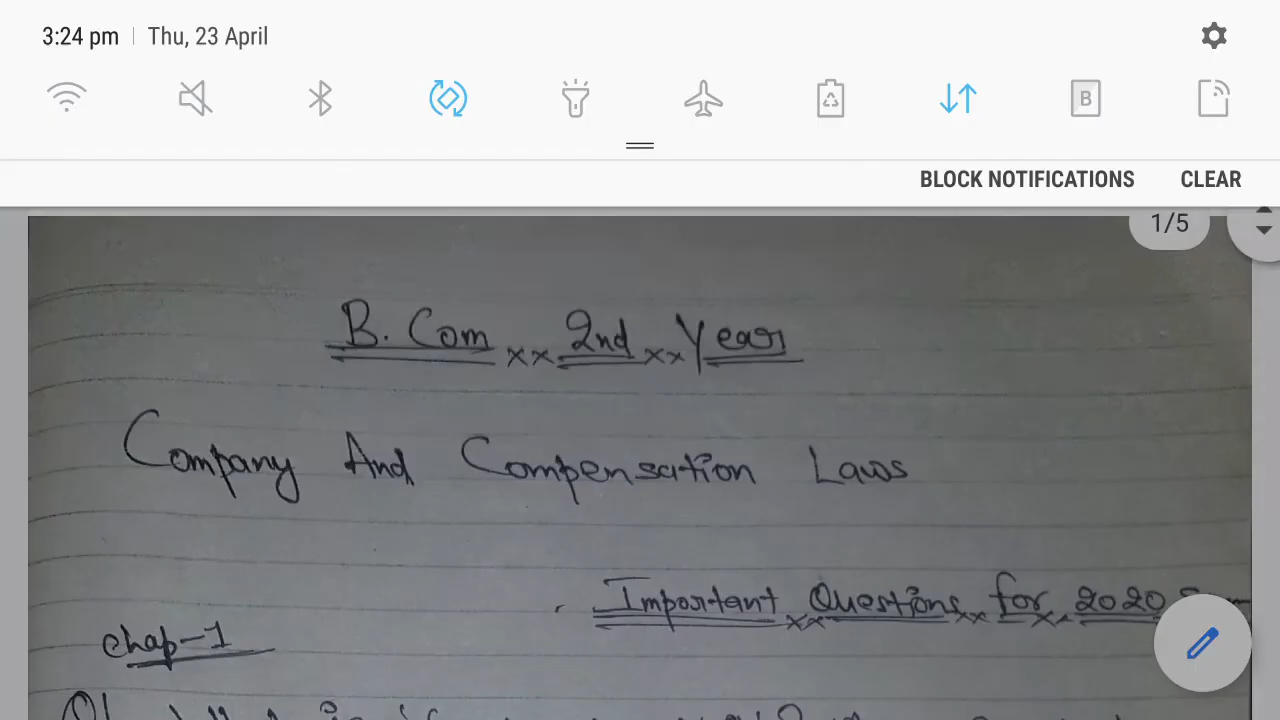 3:24 pm Thu, 23 April
B
BLOCK NOTIFICATIONS CLEAR
1/5
B. Com 2nd Year
Company And Compensation Laws
Important Questions for 2020
Chap-1